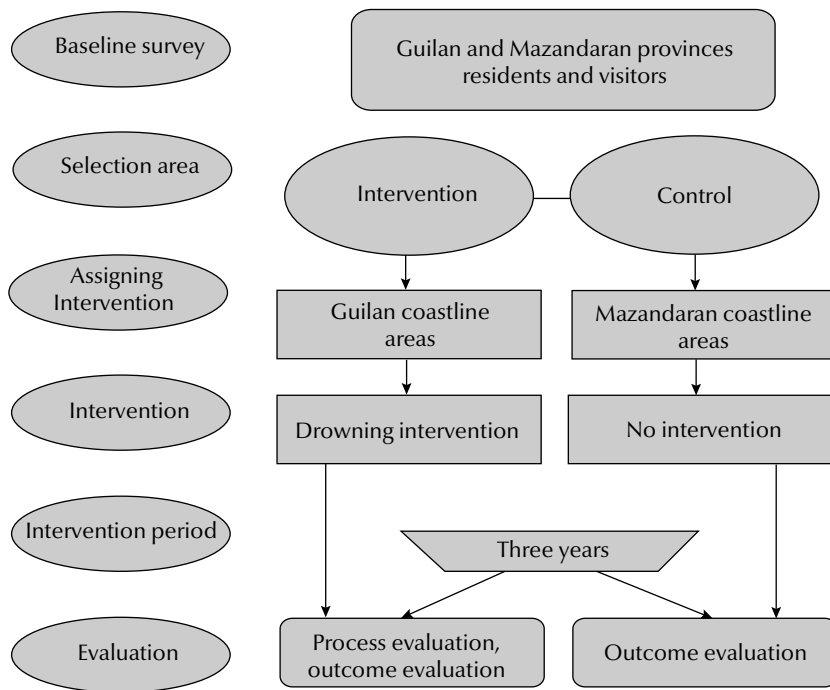 Baseline survey
Guilan and Mazandaran provinces
residents and visitors
Selection area
Intervention
Control
Assigning
Intervention
Guilan coastline
areas
Mazandaran coastline
areas
Intervention
Drowning intervention
No intervention
Intervention period
Three years
Evaluation
Process evaluation,
outcome evaluation
Outcome evaluation